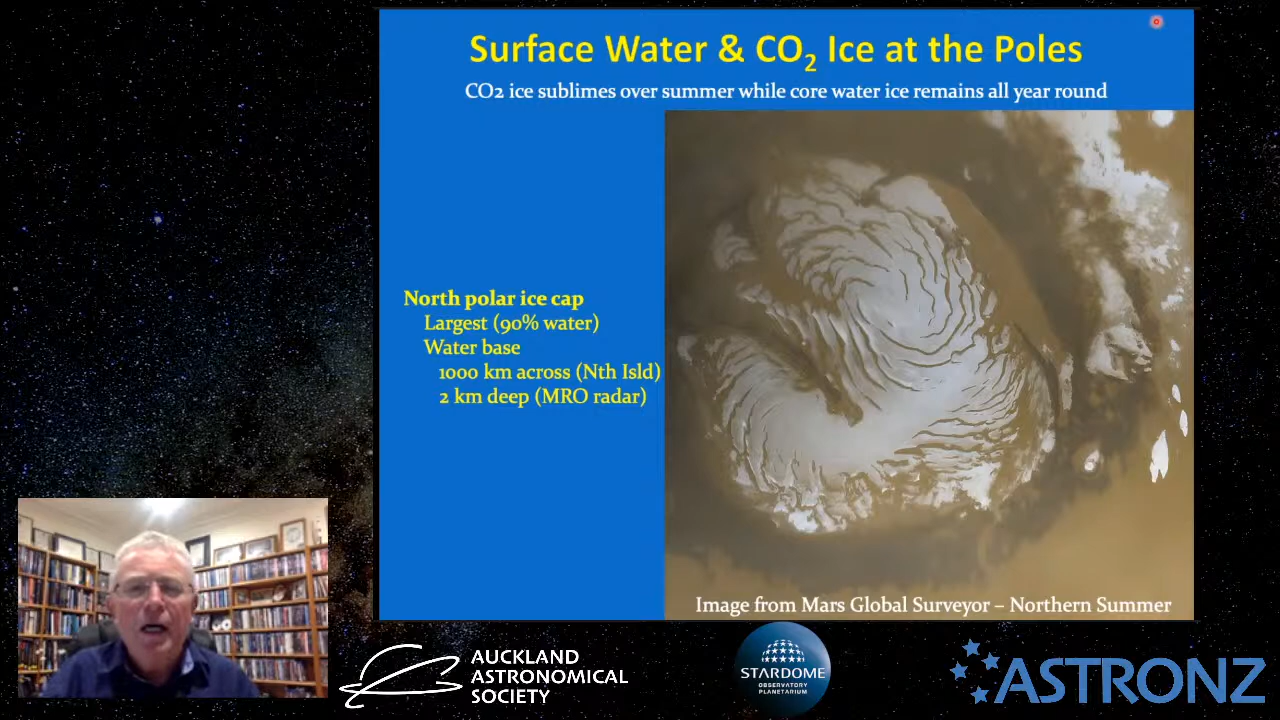 Surface Water & CO₂ Ice at the Poles
CO2 ice sublimes over summer while core water ice remains all year round
North polar ice cap
Largest (90% water)
Water base
1000 km across (Nth Isld)
2 km deep (MRO radar)
Image from Mars Global Surveyor – Northern Summer
AUCKLAND
ASTRONOMICAL
SOCIETY
STARDOME
OBSERVATORY
PLANETARIUM
ASTRONZ